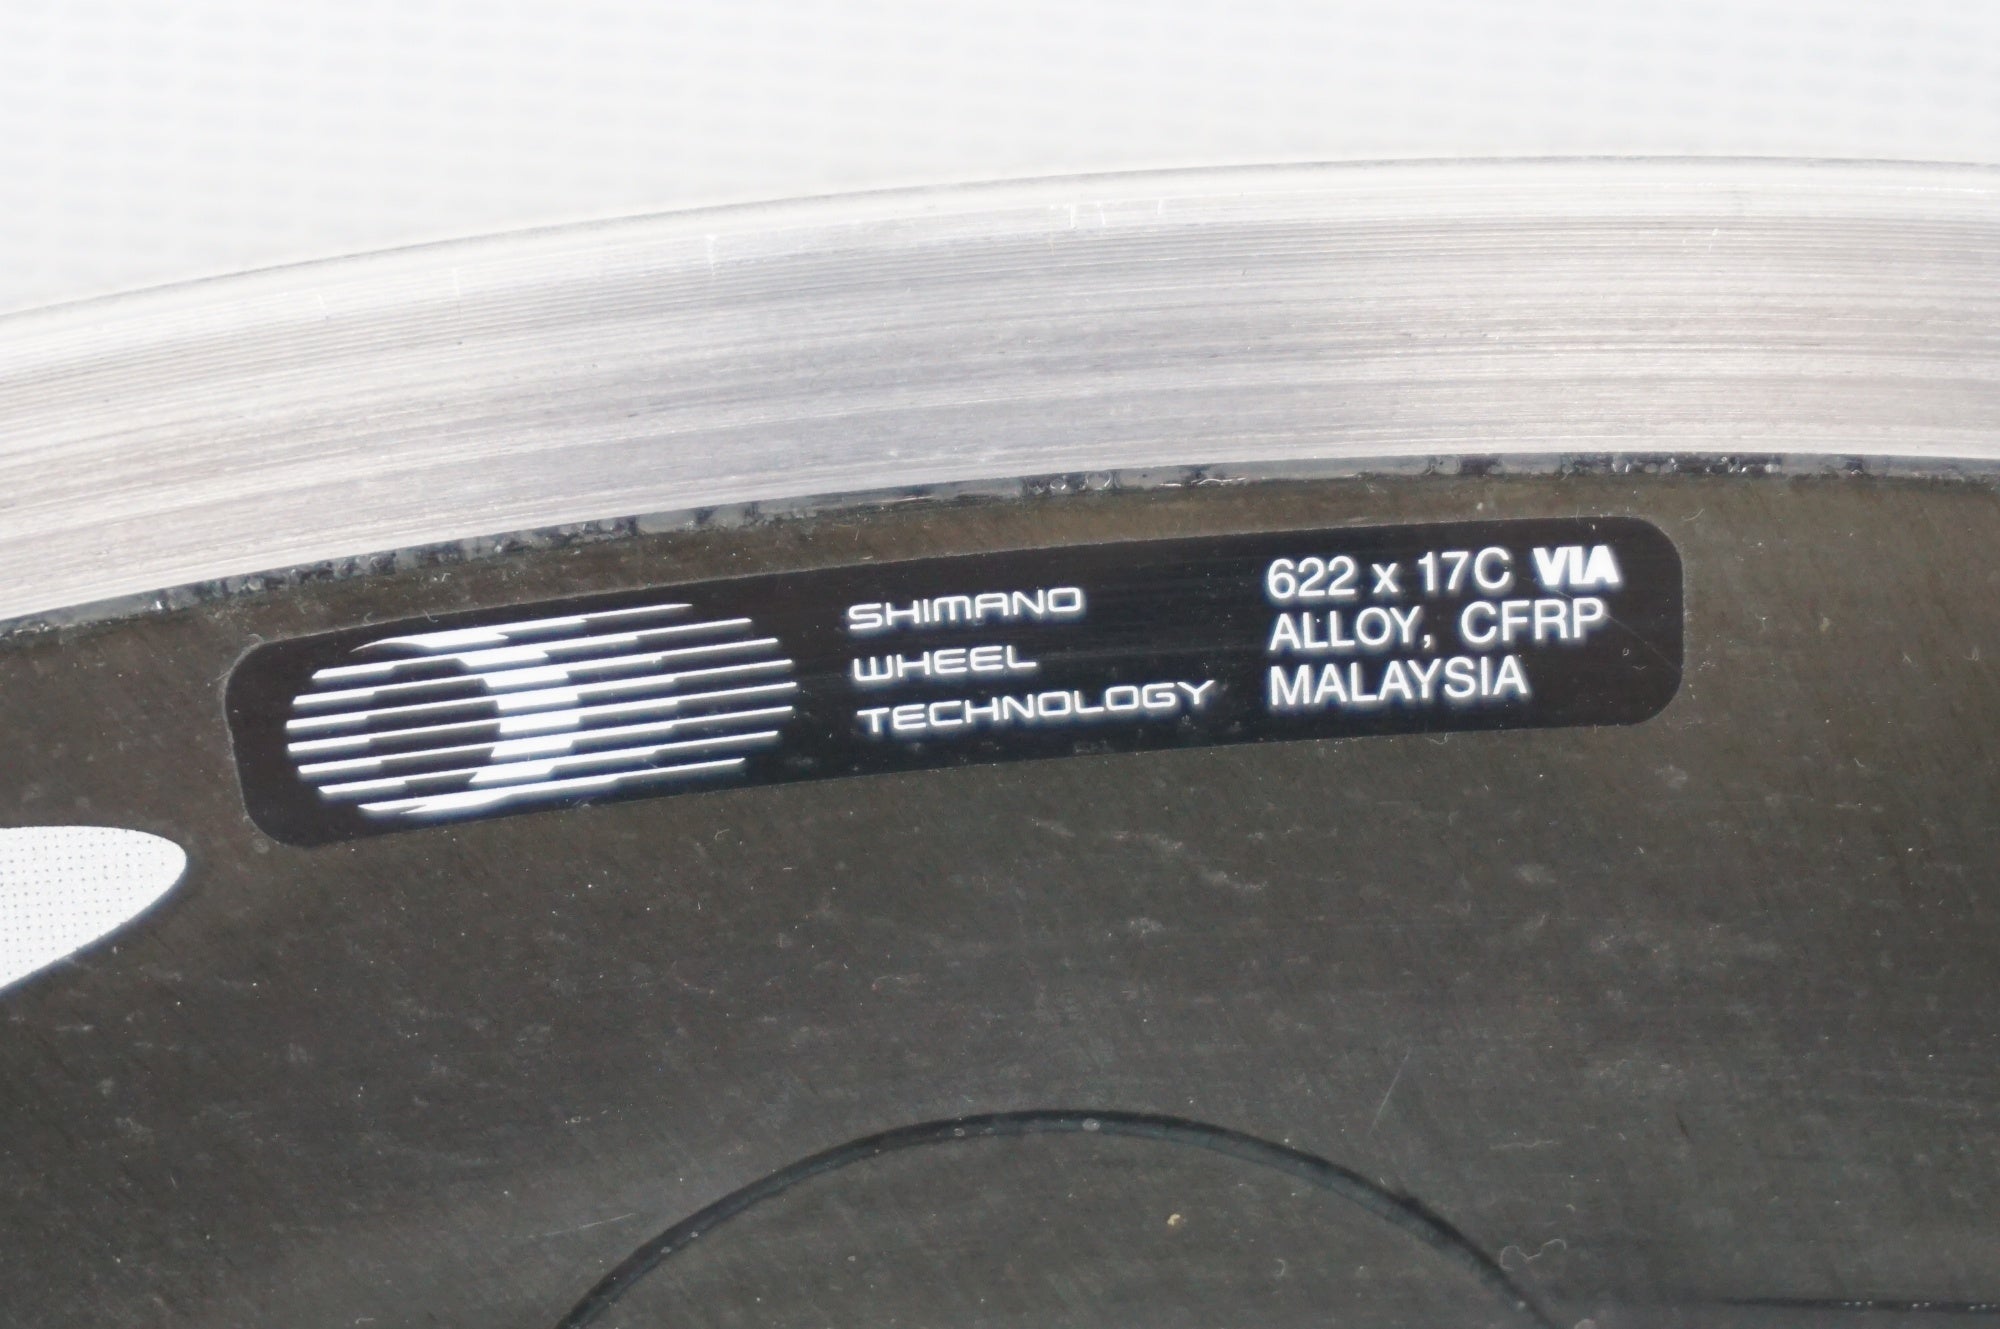 SHIMANO
WHEEL
TECHNOLOGY
622 x 17C VIA
ALLOY, CFRP
MALAYSIA